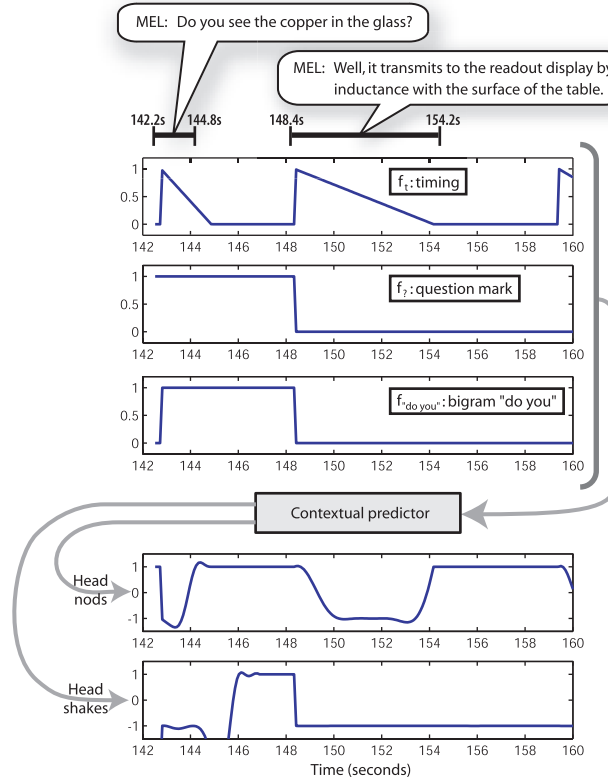 MEL: Do you see the copper in the glass?
MEL: Well, it transmits to the readout display by
inductance with the surface of the table.
142.2s 144.8s 148.4s 154.2s
1
0.5
0
f t : timing
142 144 146 148 150 152 154 156 158 160
1
0.5
0
f ? : question mark
142 144 146 148 150 152 154 156 158 160
1
0.5
0
f "do you" : bigram "do you"
142 144 146 148 150 152 154 156 158 160
Contextual predictor
Head
nods
1
0
-1
142 144 146 148 150 152 154 156 158 160
Head
shakes
1
0
-1
142 144 146 148 150 152 154 156 158 160
Time (seconds)